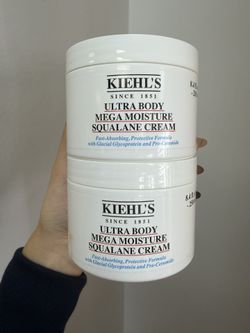 KIEHL'S
SINCE 1851
ULTRA BODY
MEGA MOISTURE
SQUALANE CREAM
Fast-Absorbing, Protective Formula
with Glacial Glycoprotein and Pro-Ceramide
KIEHL'S
SINCE 1851
ULTRA BODY
MEGA MOISTURE
SQUALANE CREAM
Fast-Absorbing, Protective Formula
with Glacial Glycoprotein and Pro-Ceramide